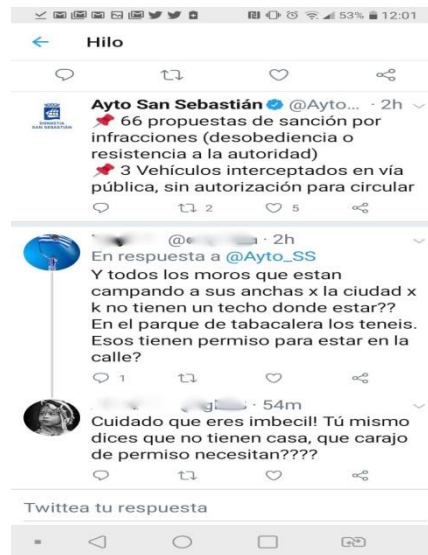 53% 12:01
Hilo
Ayto San Sebastián @Ayto... · 2h
📌 66 propuestas de sanción por
infracciones (desobediencia o
resistencia a la autoridad)
📌 3 Vehículos interceptados en vía
pública, sin autorización para circular
2 5
· 2h
En respuesta a @Ayto_SS
Y todos los moros que estan
campando a sus anchas x la ciudad x
k no tienen un techo donde estar??
En el parque de tabacalera los teneis.
Esos tienen permiso para estar en la
calle?
1
· 54m
Cuidado que eres imbecil! Tú mismo
dices que no tienen casa, que carajo
de permiso necesitan????
Twittea tu respuesta